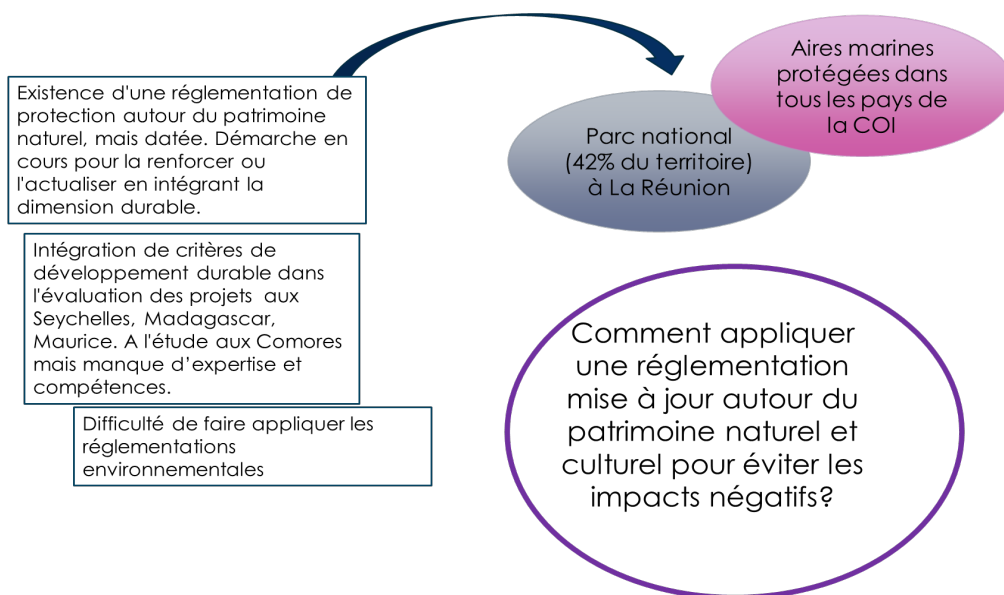 Existence d'une réglementation de
protection autour du patrimoine
naturel, mais datée. Démarche en
cours pour la renforcer ou
l'actualiser en intégrant la
dimension durable.
Intégration de critères de
développement durable dans
l'évaluation des projets aux
Seychelles, Madagascar,
Maurice. A l'étude aux Comores
mais manque d'expertise et
compétences.
Difficulté de faire appliquer les
réglementations
environnementales
Aires marines
protégées dans
tous les pays de
la COI
Parc national
(42% du territoire)
à La Réunion
Comment appliquer
une réglementation
mise à jour autour du
patrimoine naturel et
culturel pour éviter les
impacts négatifs?